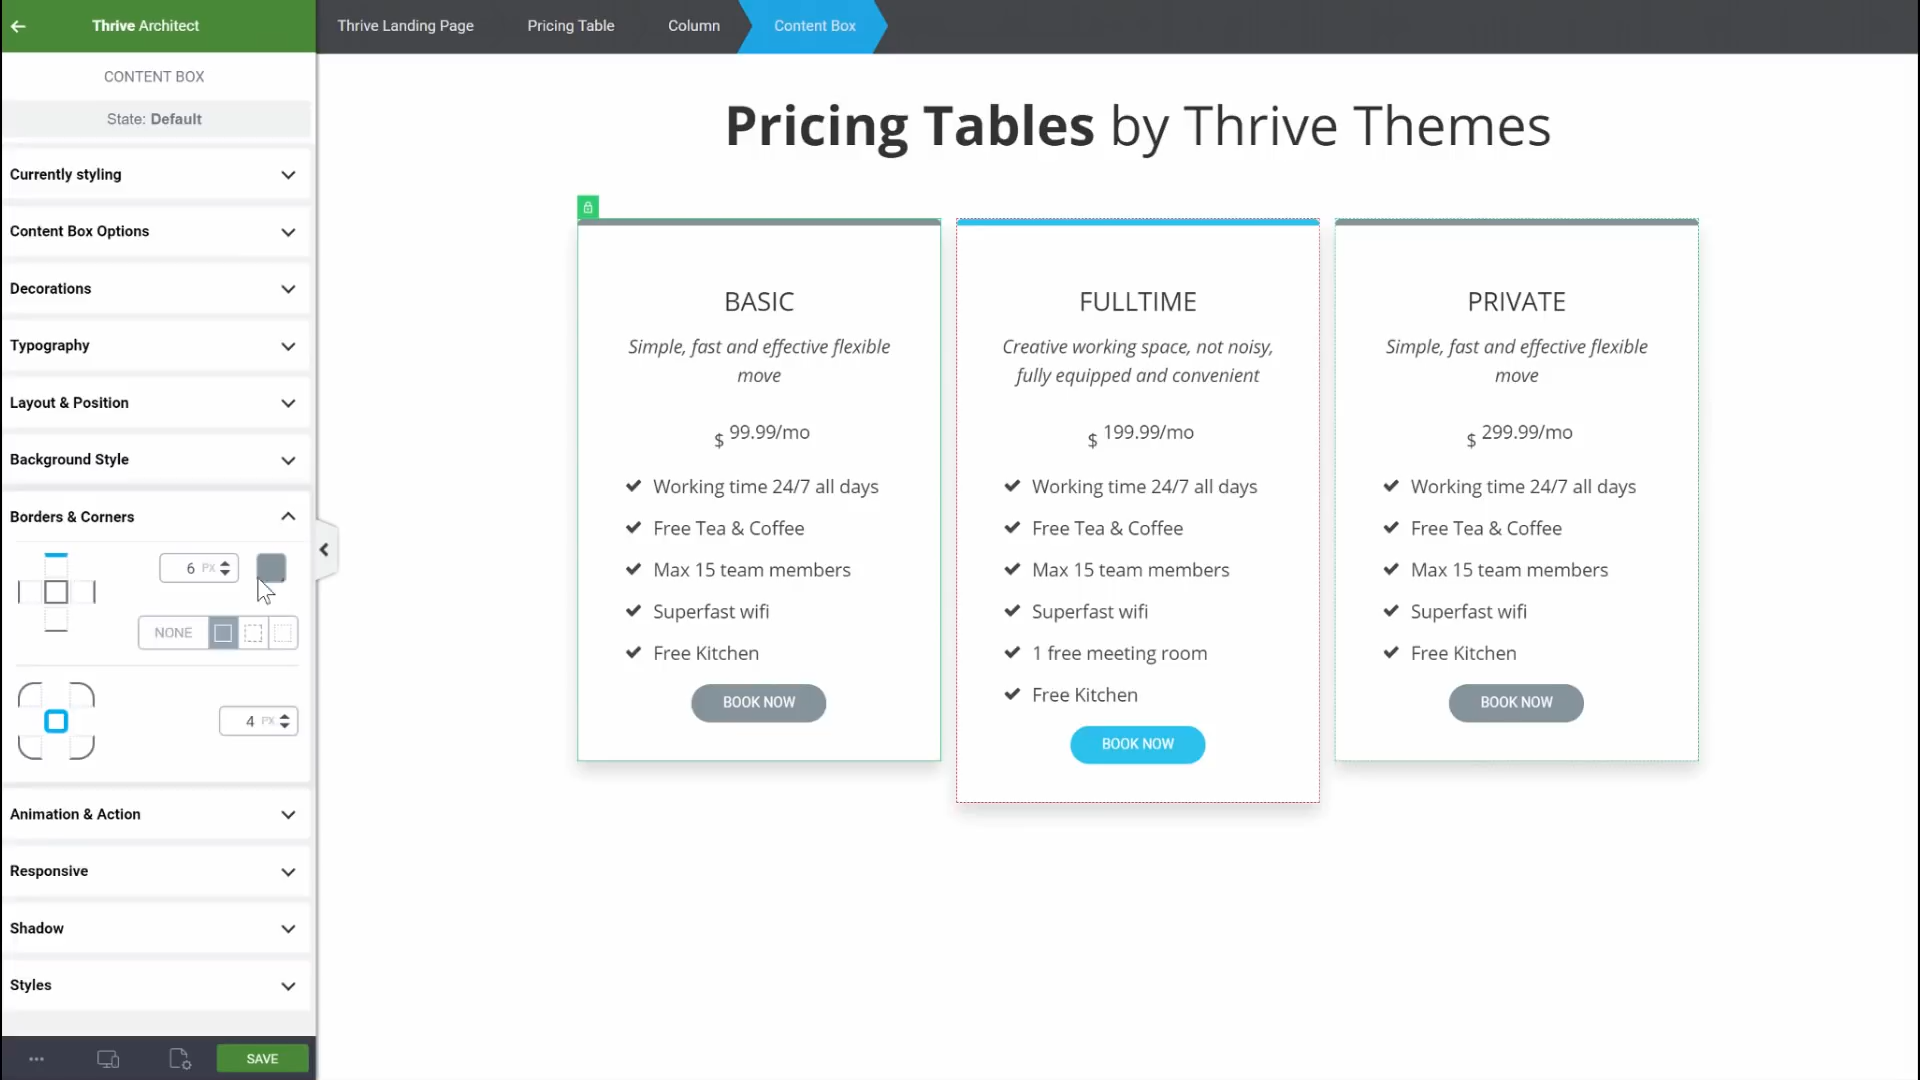 Thrive Architect
Thrive Landing Page
Pricing Table
Column
Content Box
CONTENT BOX
State: Default
Currently styling
Content Box Options
Decorations
Typography
Layout & Position
Background Style
Borders & Corners
6 PX
NONE
4 PX
Animation & Action
Responsive
Shadow
Styles
SAVE
Pricing Tables by Thrive Themes
BASIC
Simple, fast and effective flexible
move
$ 99.99/mo
Working time 24/7 all days
Free Tea & Coffee
Max 15 team members
Superfast wifi
Free Kitchen
BOOK NOW
FULLTIME
Creative working space, not noisy,
fully equipped and convenient
$ 199.99/mo
Working time 24/7 all days
Free Tea & Coffee
Max 15 team members
Superfast wifi
1 free meeting room
Free Kitchen
BOOK NOW
PRIVATE
Simple, fast and effective flexible
move
$ 299.99/mo
Working time 24/7 all days
Free Tea & Coffee
Max 15 team members
Superfast wifi
Free Kitchen
BOOK NOW